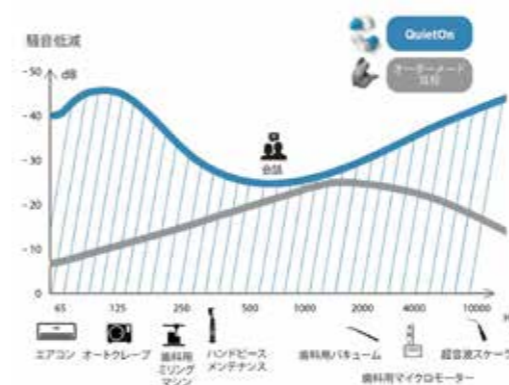 騒音低減
QuietOn
オーダーメード
耳栓
dB
-50
-40
-30
-20
-10
0
会話
65
125
250
500
1000
2000
4000
10000
エアコン
オートクレーブ
歯科用
ミリング
マシン
ハンドピース
メンテナンス
歯科用バキューム
歯科用マイクロモーター
超音波スケーラ